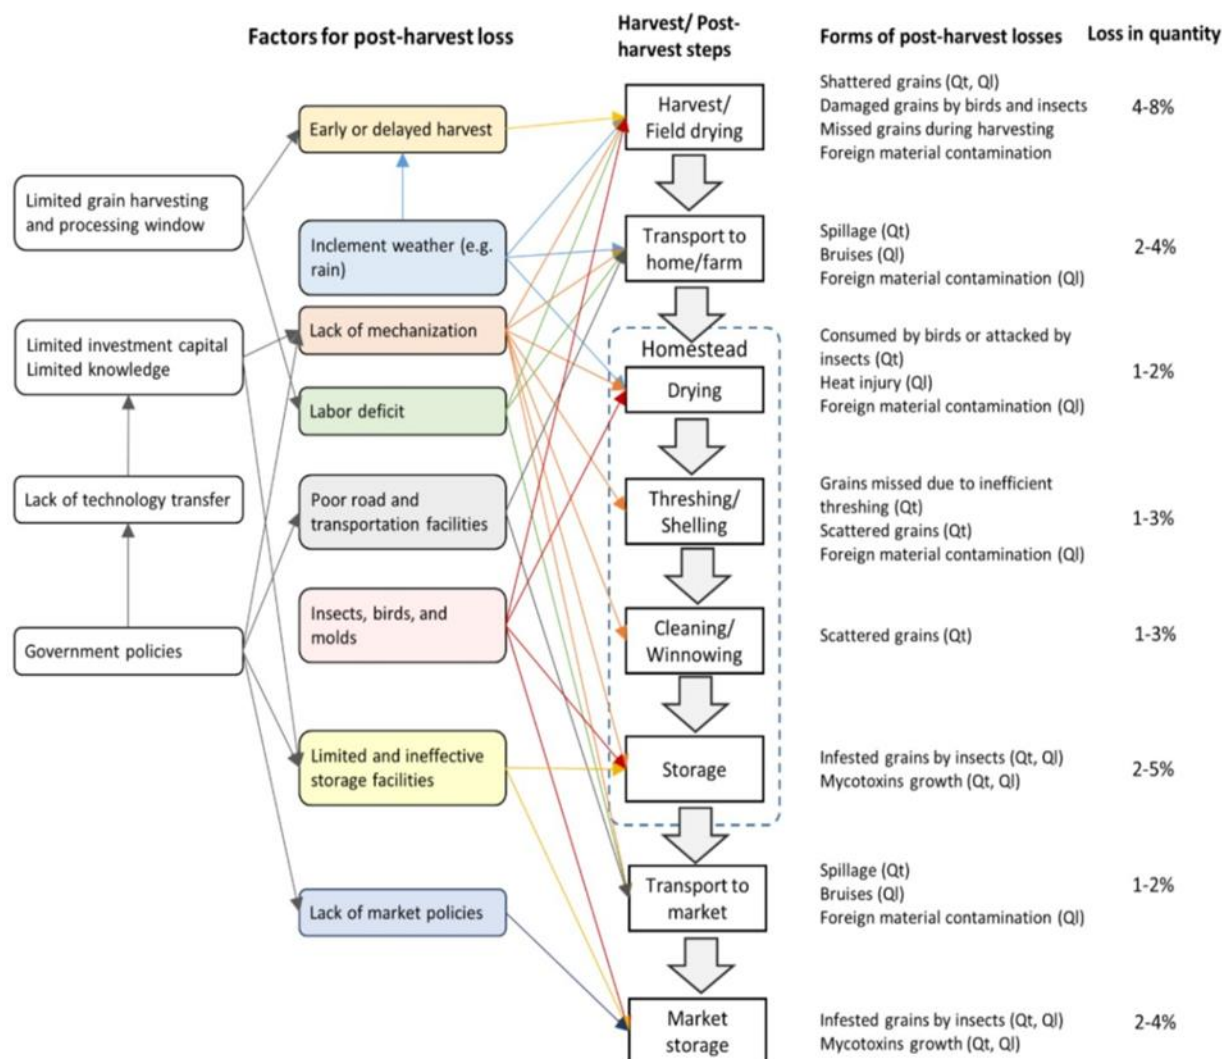 Factors for post-harvest loss
Harvest/ Post-
harvest steps
Forms of post-harvest losses
Loss in quantity
Limited grain harvesting
and processing window
Limited investment capital
Limited knowledge
Lack of technology transfer
Government policies
Early or delayed harvest
Inclement weather (e.g.
rain)
Lack of mechanization
Labor deficit
Poor road and
transportation facilities
Insects, birds, and
molds
Limited and ineffective
storage facilities
Lack of market policies
Harvest/
Field drying
Shattered grains (Qt, Ql)
Damaged grains by birds and insects
Missed grains during harvesting
Foreign material contamination
4-8%
Transport to
home/farm
Spillage (Qt)
Bruises (Ql)
Foreign material contamination (Ql)
2-4%
Homestead
Drying
Consumed by birds or attacked by
insects (Qt)
Heat injury (Ql)
Foreign material contamination (Ql)
1-2%
Threshing/
Shelling
Grains missed due to inefficient
threshing (Qt)
Scattered grains (Qt)
Foreign material contamination (Ql)
1-3%
Cleaning/
Winnowing
Scattered grains (Qt)
1-3%
Storage
Infested grains by insects (Qt, Ql)
Mycotoxins growth (Qt, Ql)
2-5%
Transport to
market
Spillage (Qt)
Bruises (Ql)
Foreign material contamination (Ql)
1-2%
Market
storage
Infested grains by insects (Qt, Ql)
Mycotoxins growth (Qt, Ql)
2-4%